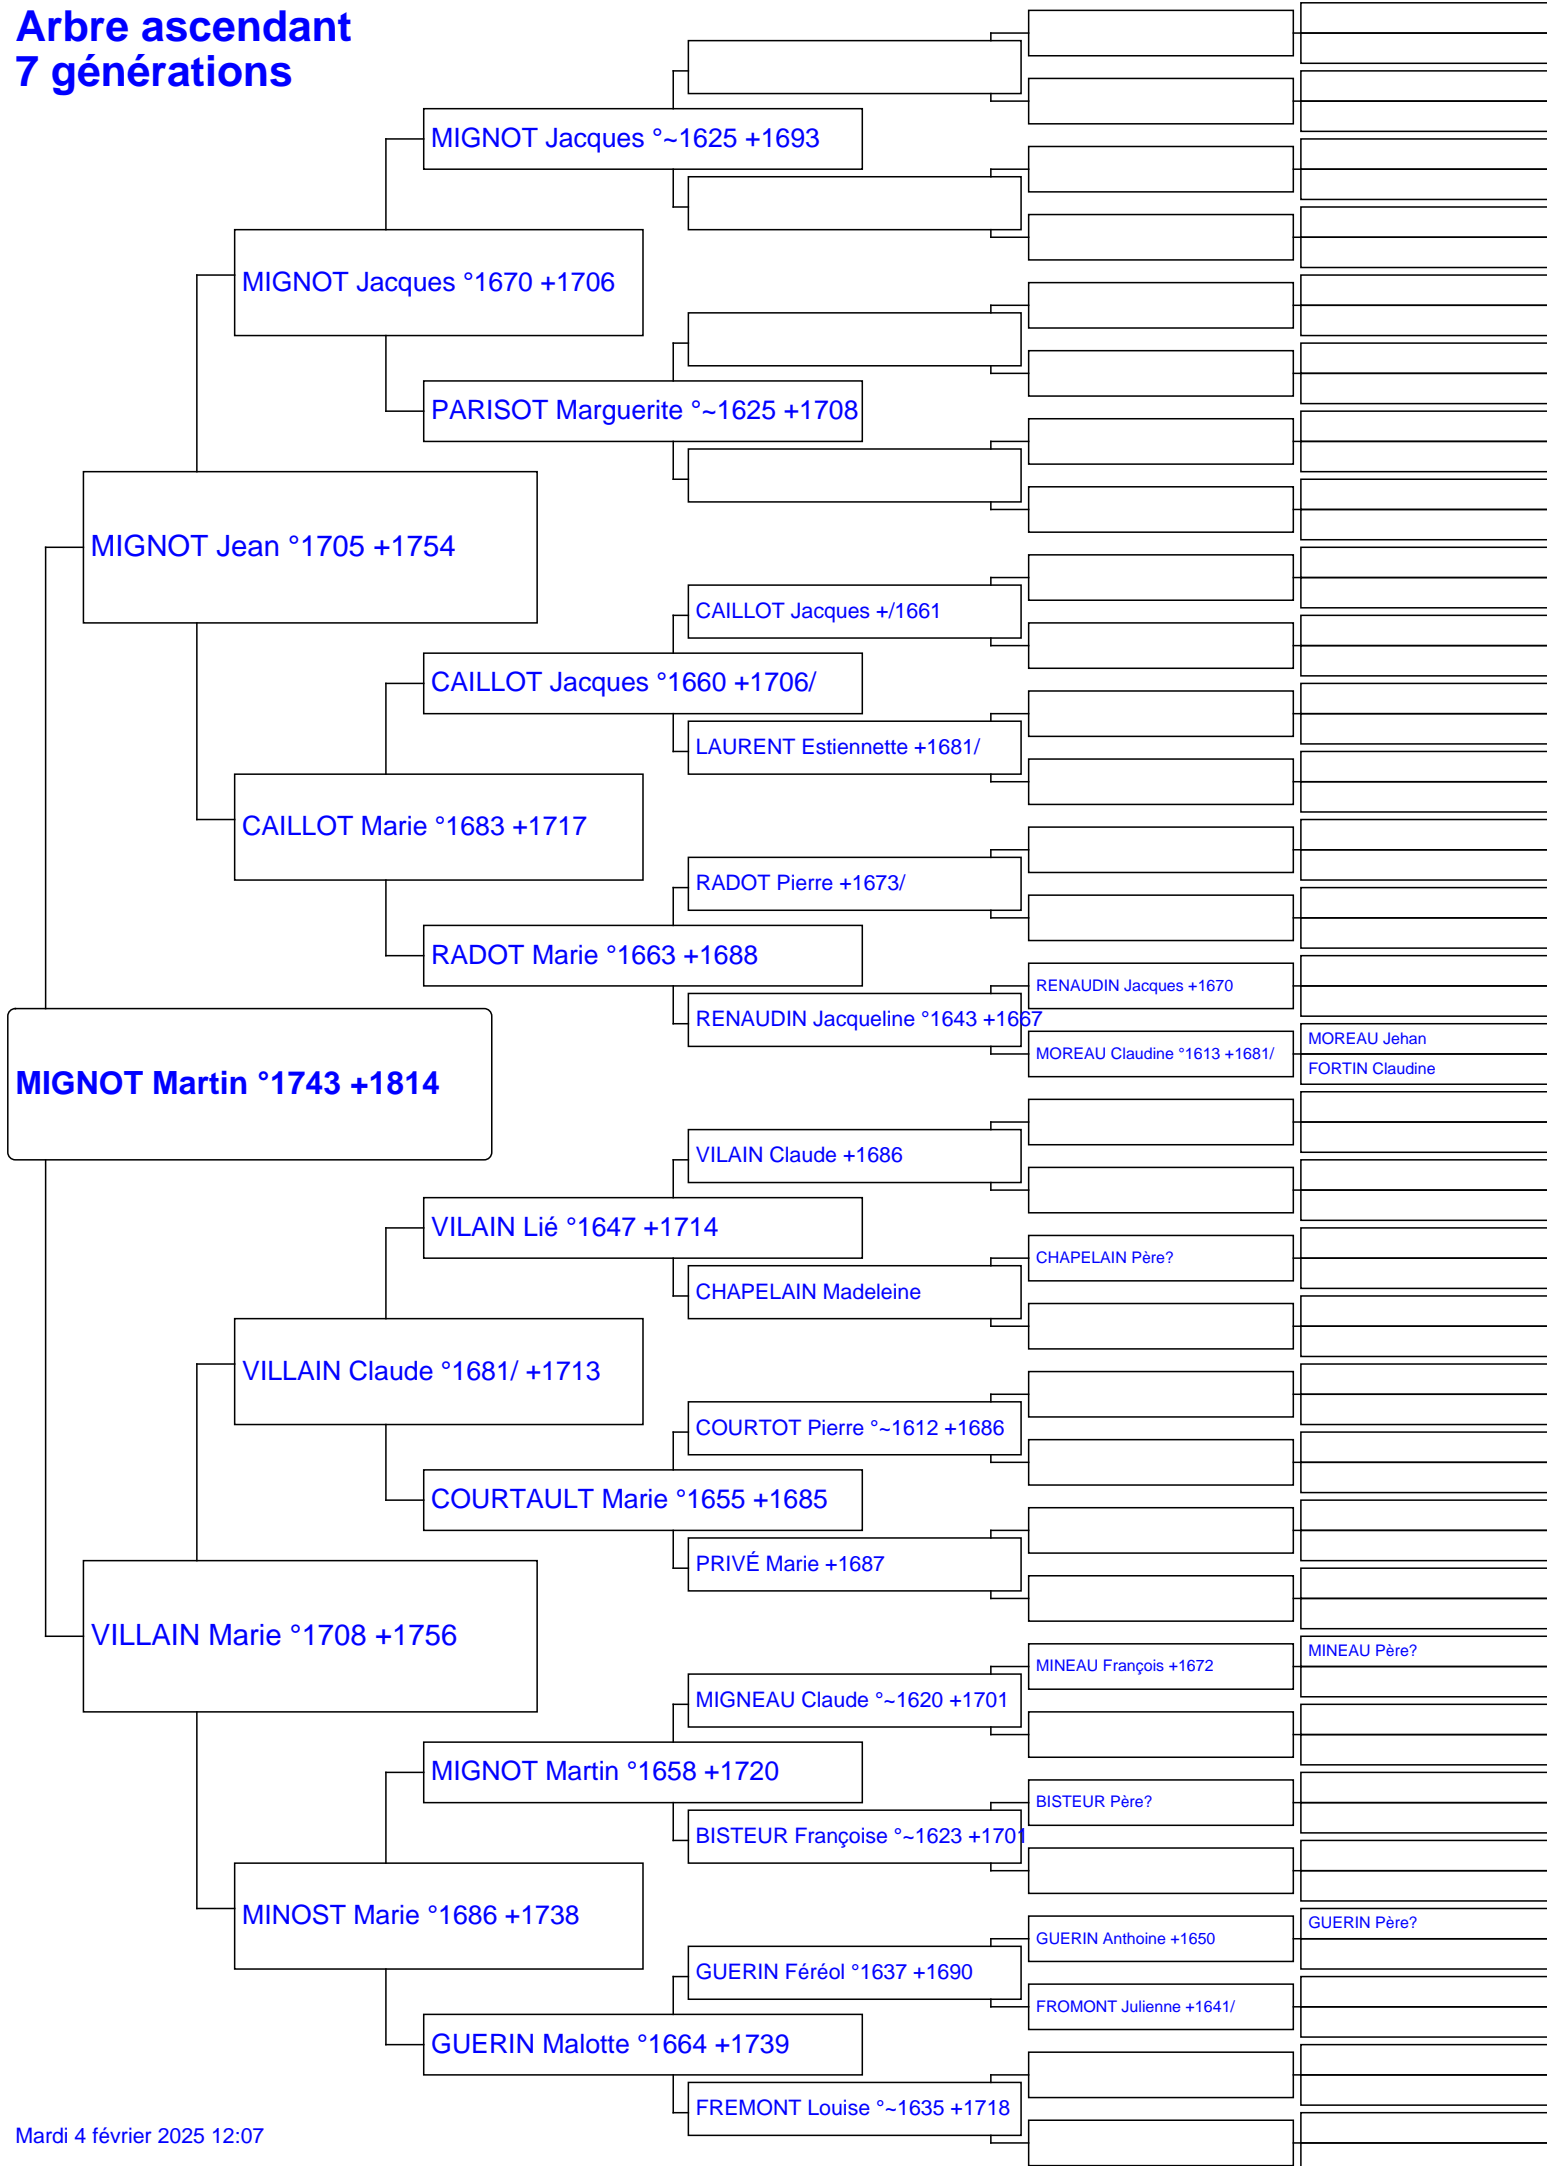 Arbre ascendant
7 générations
MIGNOT Jacques °~1625 +1693
MIGNOT Jacques °1670 +1706
PARISOT Marguerite °~1625 +1708
MIGNOT Jean °1705 +1754
CAILLOT Jacques +/1661
CAILLOT Jacques °1660 +1706/
LAURENT Estiennette +1681/
CAILLOT Marie °1683 +1717
RADOT Pierre +1673/
RADOT Marie °1663 +1688
RENAUDIN Jacques +1670
RENAUDIN Jacqueline °1643 +1667
MOREAU Jehan
MOREAU Claudine °1613 +1681/
FORTIN Claudine
MIGNOT Martin °1743 +1814
VILAIN Claude +1686
VILAIN Lié °1647 +1714
CHAPELAIN Père?
CHAPELAIN Madeleine
VILLAIN Claude °1681/ +1713
COURTOT Pierre °~1612 +1686
COURTAULT Marie °1655 +1685
PRIVÉ Marie +1687
VILLAIN Marie °1708 +1756
MINEAU Père?
MINEAU François +1672
MIGNEAU Claude °~1620 +1701
MIGNOT Martin °1658 +1720
BISTEUR Père?
BISTEUR Françoise °~1623 +1701
MINOST Marie °1686 +1738
GUERIN Père?
GUERIN Anthoine +1650
GUERIN Féréol °1637 +1690
FROMONT Julienne +1641/
GUERIN Malotte °1664 +1739
FREMONT Louise °~1635 +1718
Mardi 4 février 2025 12:07